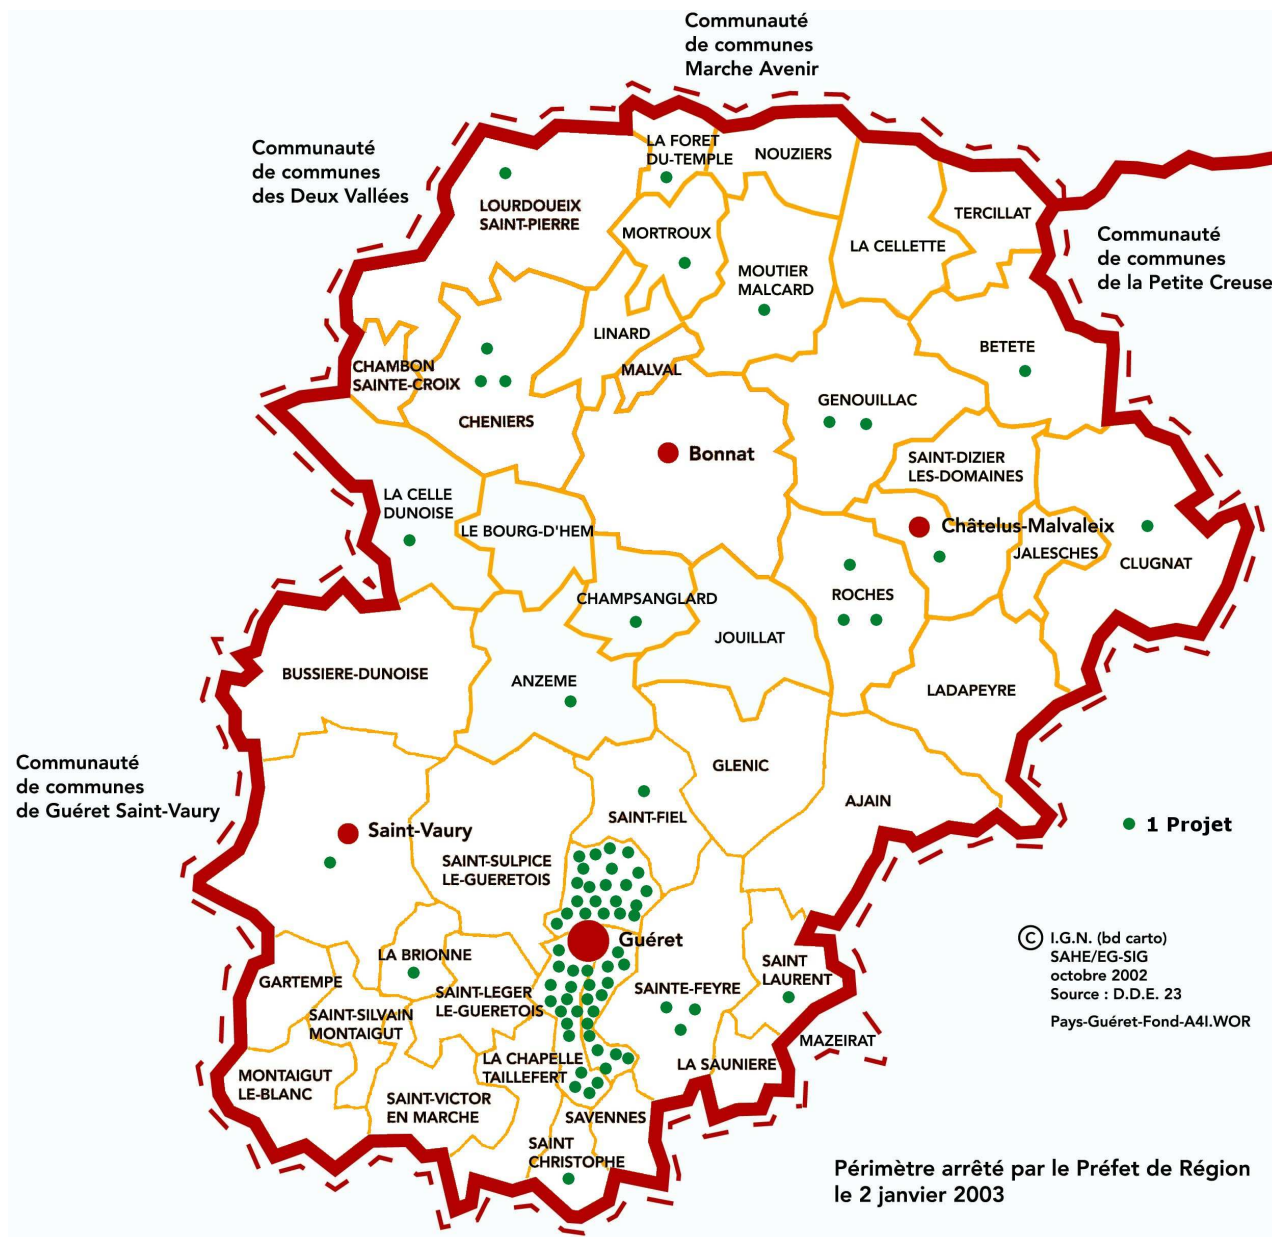 Communauté
de communes
Marche Avenir
Communauté
de communes
des Deux Vallées
LA FORET
DU-TEMPLE
NOUZIERS
LOURDOUEIX
SAINT-PIERRE
TERCILLAT
MORTROUX
LA CELLETTE
Communauté
de communes
de la Petite Creuse
MOUTIER
MALCARD
LINARD
BETETE
CHAMBON
SAINTE-CROIX
MALVAL
GENOUILLAC
CHENIERS
Bonnat
SAINT-DIZIER
LES-DOMAINES
LA CELLE
DUNOISE
LE BOURG-D'HEM
Châtelus-Malvaleix
JALESCHES
CLUGNAT
CHAMPSANGLARD
ROCHES
JOUILLAT
BUSSIERE-DUNOISE
ANZEME
LADAPEYRE
Communauté
de communes
de Guéret Saint-Vaury
GLENIC
AJAIN
SAINT-FIEL
Saint-Vaury
1 Projet
SAINT-SULPICE
LE-GUERETOIS
Guéret
LA BRIONNE
GARTEMPE
SAINT
LAURENT
SAINT-LEGER
LE-GUERETOIS
SAINTE-FEYRE
SAINT-SILVAIN
MONTAIGUT
© I.G.N. (bd carto)
SAHE/EG-SIG
octobre 2002
Source : D.D.E. 23
Pays-Guéret-Fond-A4I.WOR
MAZEIRAT
LA CHAPELLE
TAILLEFERT
LA SAUNIERE
MONTAIGUT
LE-BLANC
SAINT-VICTOR
EN MARCHE
SAVENNES
SAINT
CHRISTOPHE
Périmètre arrêté par le Préfet de Région
le 2 janvier 2003